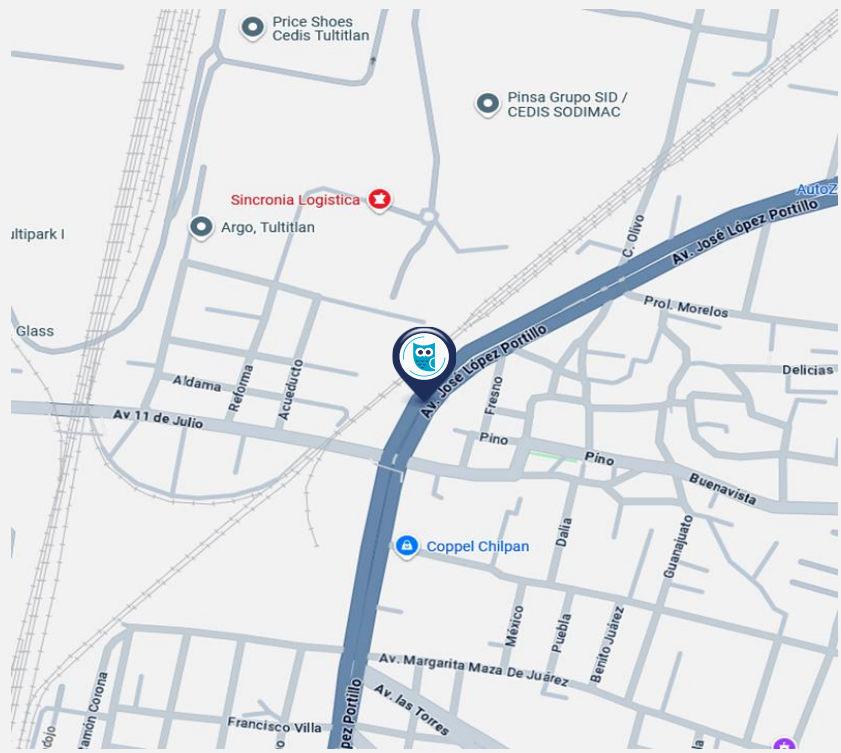 Price Shoes
Cedis Tultitlan
Pinsa Grupo SID /
CEDIS SODIMAC
Sincronia Logistica
Argo, Tultitlan
AutoZ
Av. José López Portillo
C. Olivo
ultipark I
Prol. Morelos
Glass
Av. José López Portillo
Delicias
Aldama
Reforma
Acueducto
Fresno
Av 11 de Julio
Pino
Pino
Buenavista
Coppel Chilpan
Dalia
Guanajuato
México
Puebla
Benito Juárez
Av. Margarita Maza De Juárez
Av. las Torres
Francisco Villa
amón Corona
pez Portillo